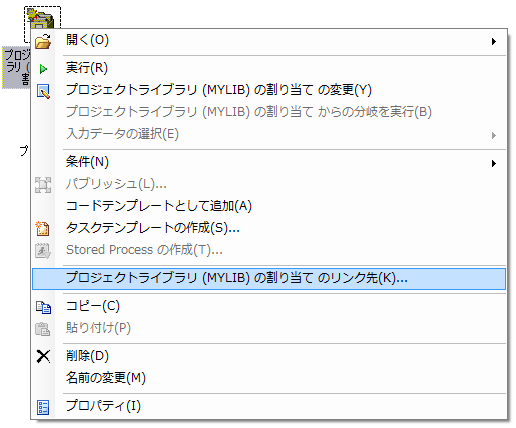 プロジ
ラリ (
割
プ
開く(O)
実行(R)
プロジェクトライブラリ (MYLIB) の割り当て の変更(Y)
プロジェクトライブラリ (MYLIB) の割り当て からの分岐を実行(B)
入力データの選択(E)
条件(N)
パブリッシュ(L)...
コードテンプレートとして追加(A)
タスクテンプレートの作成(S)...
Stored Process の作成(T)...
プロジェクトライブラリ (MYLIB) の割り当て のリンク先(K)...
コピー(C)
貼り付け(P)
削除(D)
名前の変更(M)
プロパティ(I)